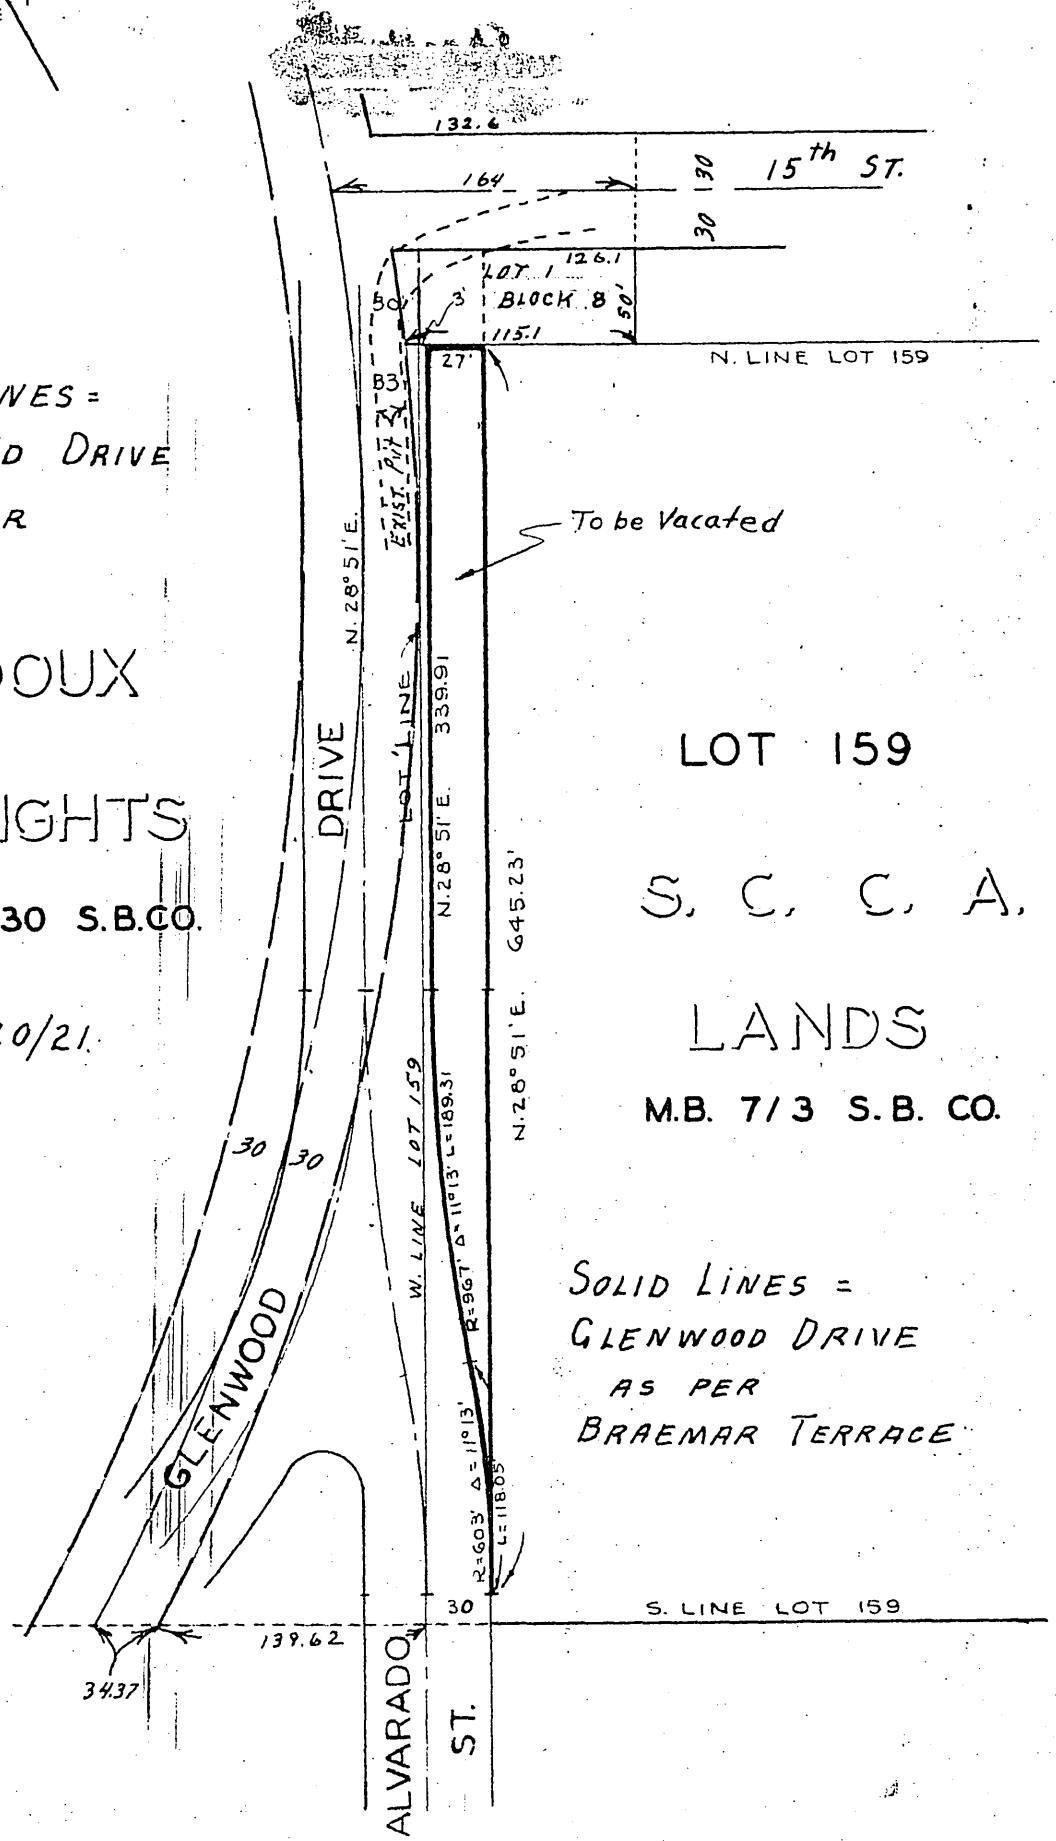 132.6
164
30
30
15th ST.
LOT 1
126.1
BLOCK 8
50'
3'
115.1
27'
N. LINE LOT 159
B3
EXIST. PVT
NES =
D DRIVE
R
N. 28° 51' E.
To be Vacated
OUX
LOT LINE
N. 28° 51' E. 339.91
DRIVE
LOT 159
IGHTS
N. 28° 51' E. 645.23'
S. C. C. A.
30 S.B.CO.
0/21.
LANDS
M.B. 7/3 S.B. CO.
W. LINE LOT 159
R=967' Δ=11°13' L=189.31
30
30
SOLID LINES =
GLENWOOD DRIVE
AS PER
BRAEMAR TERRACE
GLENWOOD
R=603' Δ=11°13'
L=118.05'
30
S. LINE LOT 159
139.62
34.37
ALVARADO
ST.